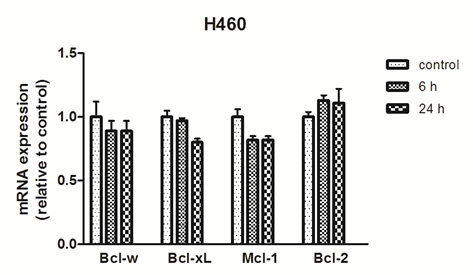 H460
mRNA expression
(relative to control)
1.5
1.0
0.5
0.0
Bcl-w Bcl-xL Mcl-1 Bcl-2
control
6 h
24 h